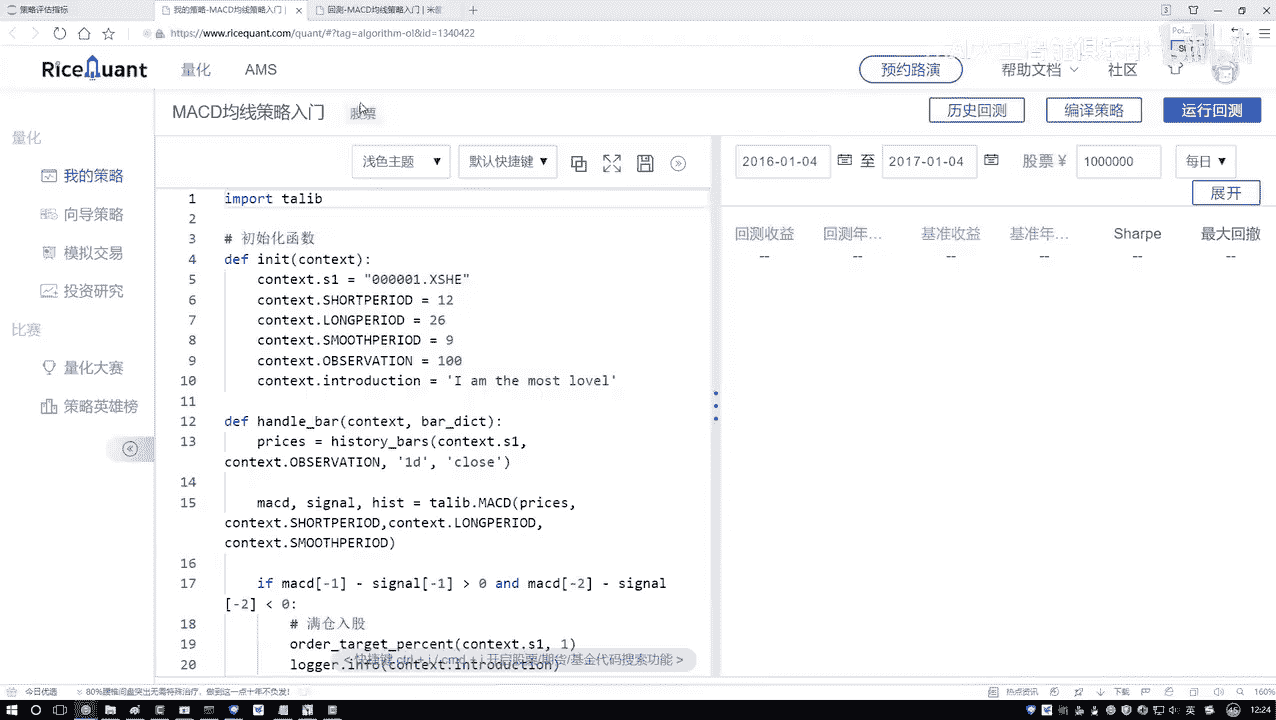 策略评估指标
我的策略-MACD均线策略入门 |
回测-MACD均线策略入门 | 米筐
https://www.ricequant.com/quant/#?tag=algorithm-ol&id=1340422
RiceQuant
量化
AMS
预约路演
帮助文档
社区
MACD均线策略入门
股票
历史回测
编译策略
运行回测
量化
我的策略
向导策略
模拟交易
投资研究
比赛
量化大赛
策略英雄榜
浅色主题 ▼
默认快捷键 ▼
1 import talib
2
3 # 初始化函数
4 def init(context):
5 context.s1 = "000001.XSHE"
6 context.SHORTPERIOD = 12
7 context.LONGPERIOD = 26
8 context.SMOOTHPERIOD = 9
9 context.OBSERVATION = 100
10 context.introduction = 'I am the most lovel'
11
12 def handle_bar(context, bar_dict):
13 prices = history_bars(context.s1,
context.OBSERVATION, '1d', 'close')
14
15 macd, signal, hist = talib.MACD(prices,
context.SHORTPERIOD,context.LONGPERIOD,
context.SMOOTHPERIOD)
16
17 if macd[-1] - signal[-1] > 0 and macd[-2] - signal
[-2] < 0:
18 # 满仓入股
19 order_target_percent(context.s1, 1)
20 logger.info(context.introduction)
< 快捷键 ctrl + i / cmd + i 开启股票/期货/基金代码搜索功能 >
2016-01-04 至 2017-01-04 股票 ¥ 1000000 每日 ▼
展开
回测收益 回测年... 基准收益 基准年... Sharpe 最大回撤
-- -- -- -- -- --
今日优选
80%腰椎间盘突出无需特殊治疗,做到这一点十年不负发!
热点资讯
下载
160%
英
12:24